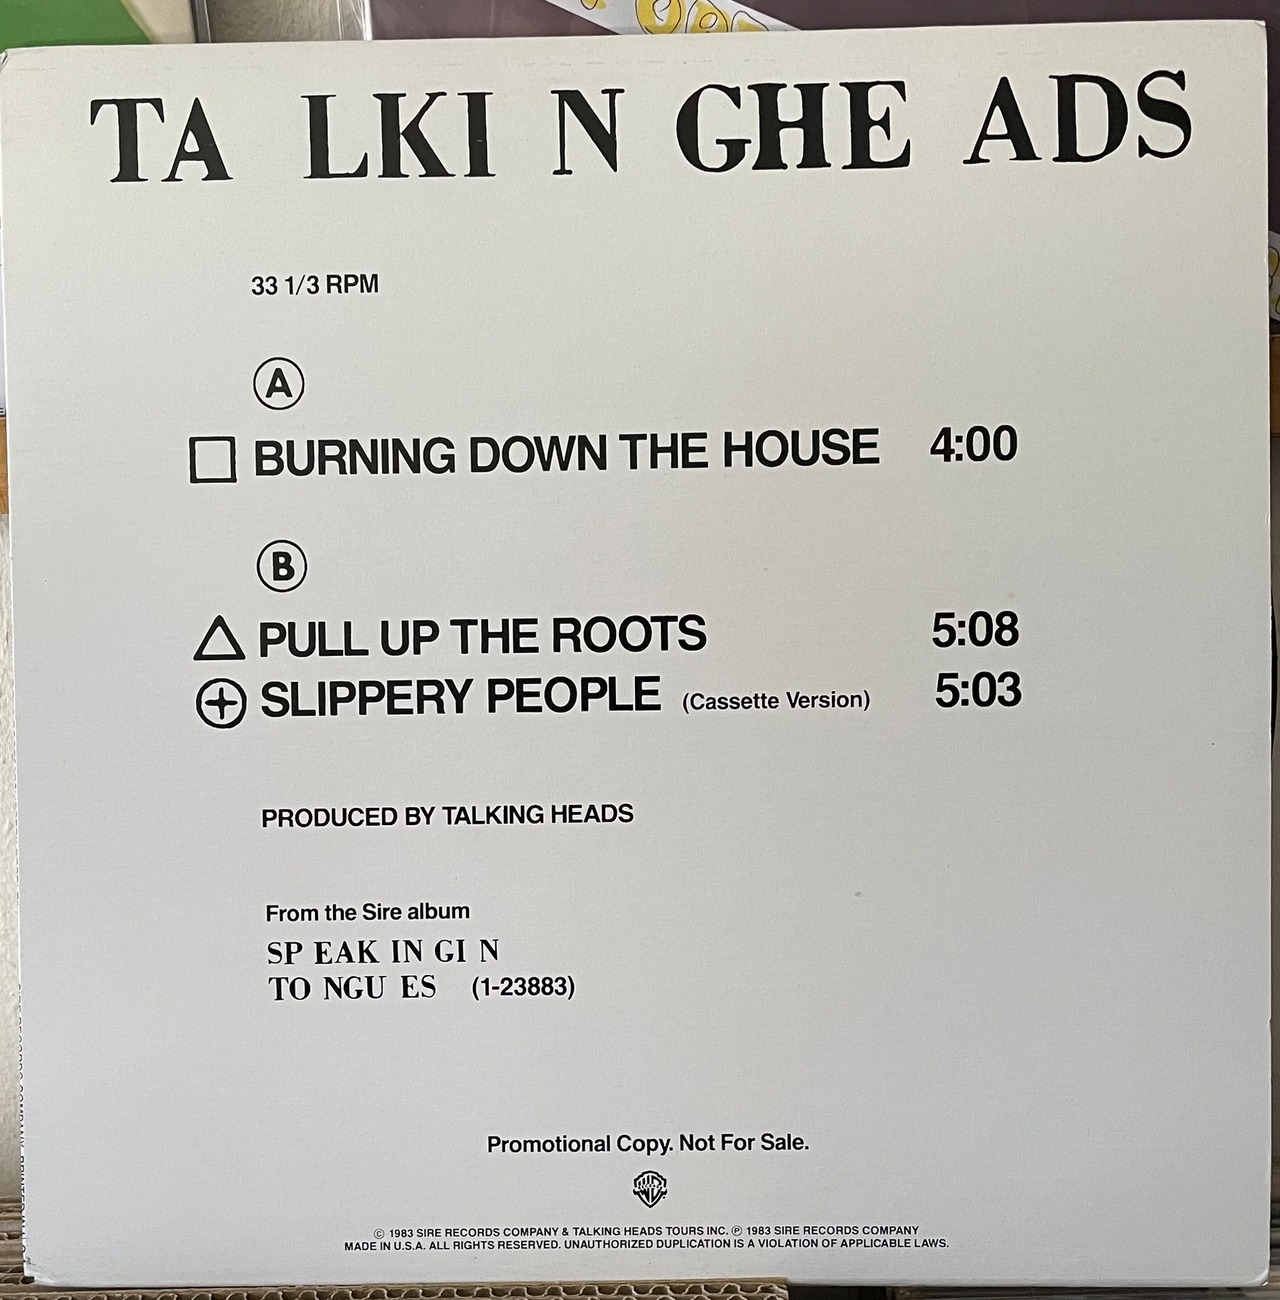 TA LKI N GHE ADS
33 1/3 RPM
A
BURNING DOWN THE HOUSE 4:00
B
PULL UP THE ROOTS 5:08
SLIPPERY PEOPLE (Cassette Version) 5:03
PRODUCED BY TALKING HEADS
From the Sire album
SP EAK IN GI N
TO NGU ES (1-23883)
Promotional Copy. Not For Sale.
© 1983 SIRE RECORDS COMPANY & TALKING HEADS TOURS INC. ℗ 1983 SIRE RECORDS COMPANY
MADE IN U.S.A. ALL RIGHTS RESERVED. UNAUTHORIZED DUPLICATION IS A VIOLATION OF APPLICABLE LAWS.